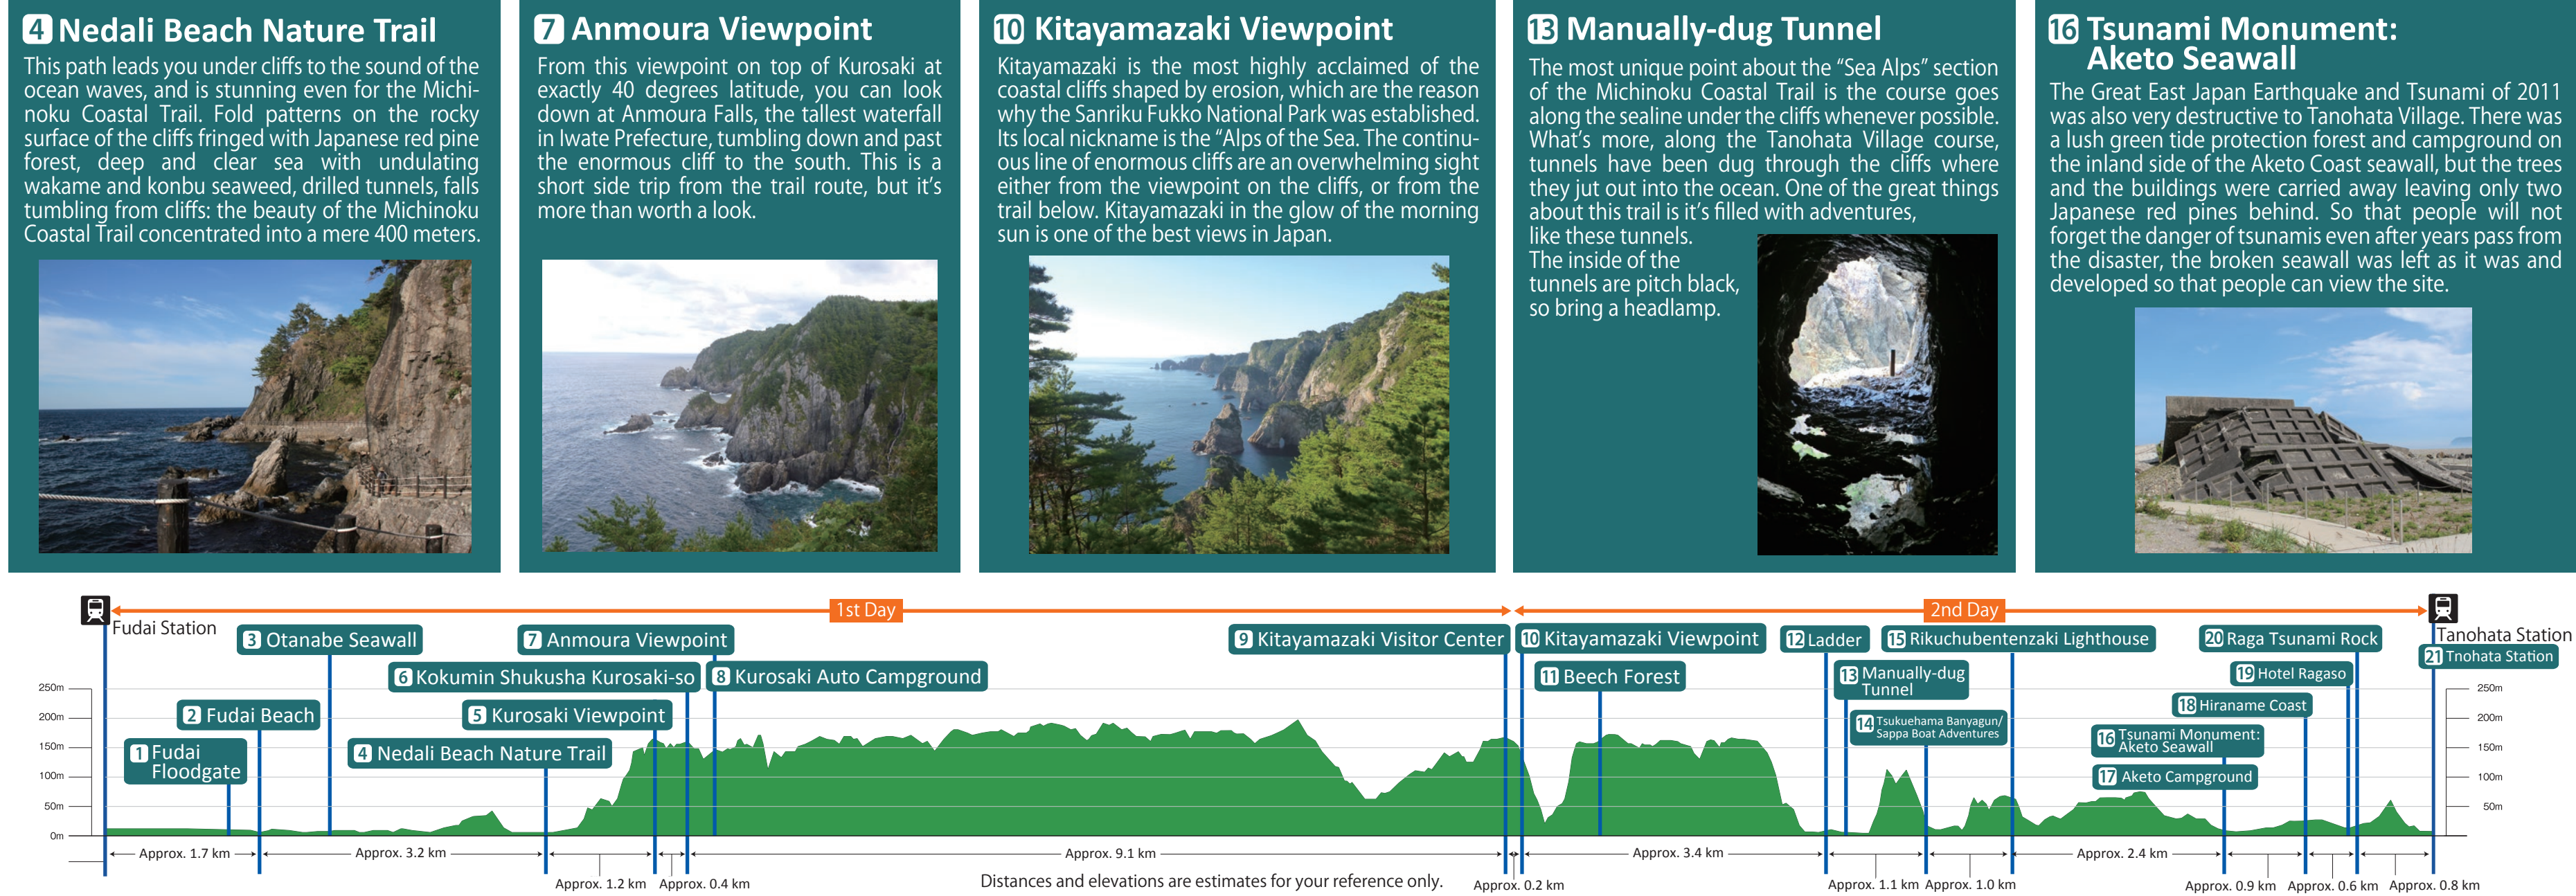 4 Nedali Beach Nature Trail
This path leads you under cliffs to the sound of the
ocean waves, and is stunning even for the Michi-
noku Coastal Trail. Fold patterns on the rocky
surface of the cliffs fringed with Japanese red pine
forest, deep and clear sea with undulating
wakame and konbu seaweed, drilled tunnels, falls
tumbling from cliffs: the beauty of the Michinoku
Coastal Trail concentrated into a mere 400 meters.
7 Anmoura Viewpoint
From this viewpoint on top of Kurosaki at
exactly 40 degrees latitude, you can look
down at Anmoura Falls, the tallest waterfall
in Iwate Prefecture, tumbling down and past
the enormous cliff to the south. This is a
short side trip from the trail route, but it's
more than worth a look.
10 Kitayamazaki Viewpoint
Kitayamazaki is the most highly acclaimed of the
coastal cliffs shaped by erosion, which are the reason
why the Sanriku Fukko National Park was established.
Its local nickname is the “Alps of the Sea. The continu-
ous line of enormous cliffs are an overwhelming sight
either from the viewpoint on the cliffs, or from the
trail below. Kitayamazaki in the glow of the morning
sun is one of the best views in Japan.
13 Manually-dug Tunnel
The most unique point about the “Sea Alps” section
of the Michinoku Coastal Trail is the course goes
along the sealine under the cliffs whenever possible.
What's more, along the Tanohata Village course,
tunnels have been dug through the cliffs where
they jut out into the ocean. One of the great things
about this trail is it's filled with adventures,
like these tunnels.
The inside of the
tunnels are pitch black,
so bring a headlamp.
16 Tsunami Monument:
Aketo Seawall
The Great East Japan Earthquake and Tsunami of 2011
was also very destructive to Tanohata Village. There was
a lush green tide protection forest and campground on
the inland side of the Aketo Coast seawall, but the trees
and the buildings were carried away leaving only two
Japanese red pines behind. So that people will not
forget the danger of tsunamis even after years pass from
the disaster, the broken seawall was left as it was and
developed so that people can view the site.
1st Day
2nd Day
Fudai Station
3 Otanabe Seawall
7 Anmoura Viewpoint
9 Kitayamazaki Visitor Center
10 Kitayamazaki Viewpoint
12 Ladder
15 Rikuchubentenzaki Lighthouse
20 Raga Tsunami Rock
Tanohata Station
21 Tnohata Station
6 Kokumin Shukusha Kurosaki-so
8 Kurosaki Auto Campground
11 Beech Forest
13 Manually-dug
Tunnel
19 Hotel Ragaso
2 Fudai Beach
5 Kurosaki Viewpoint
14 Tsukuehama Banyagun/
Sappa Boat Adventures
18 Hiraname Coast
1 Fudai
Floodgate
4 Nedali Beach Nature Trail
16 Tsunami Monument:
Aketo Seawall
17 Aketo Campground
250m
200m
150m
100m
50m
0m
250m
200m
150m
100m
50m
Approx. 1.7 km
Approx. 3.2 km
Approx. 1.2 km
Approx. 0.4 km
Approx. 9.1 km
Approx. 0.2 km
Approx. 3.4 km
Approx. 1.1 km
Approx. 1.0 km
Approx. 2.4 km
Approx. 0.9 km
Approx. 0.6 km
Approx. 0.8 km
Distances and elevations are estimates for your reference only.